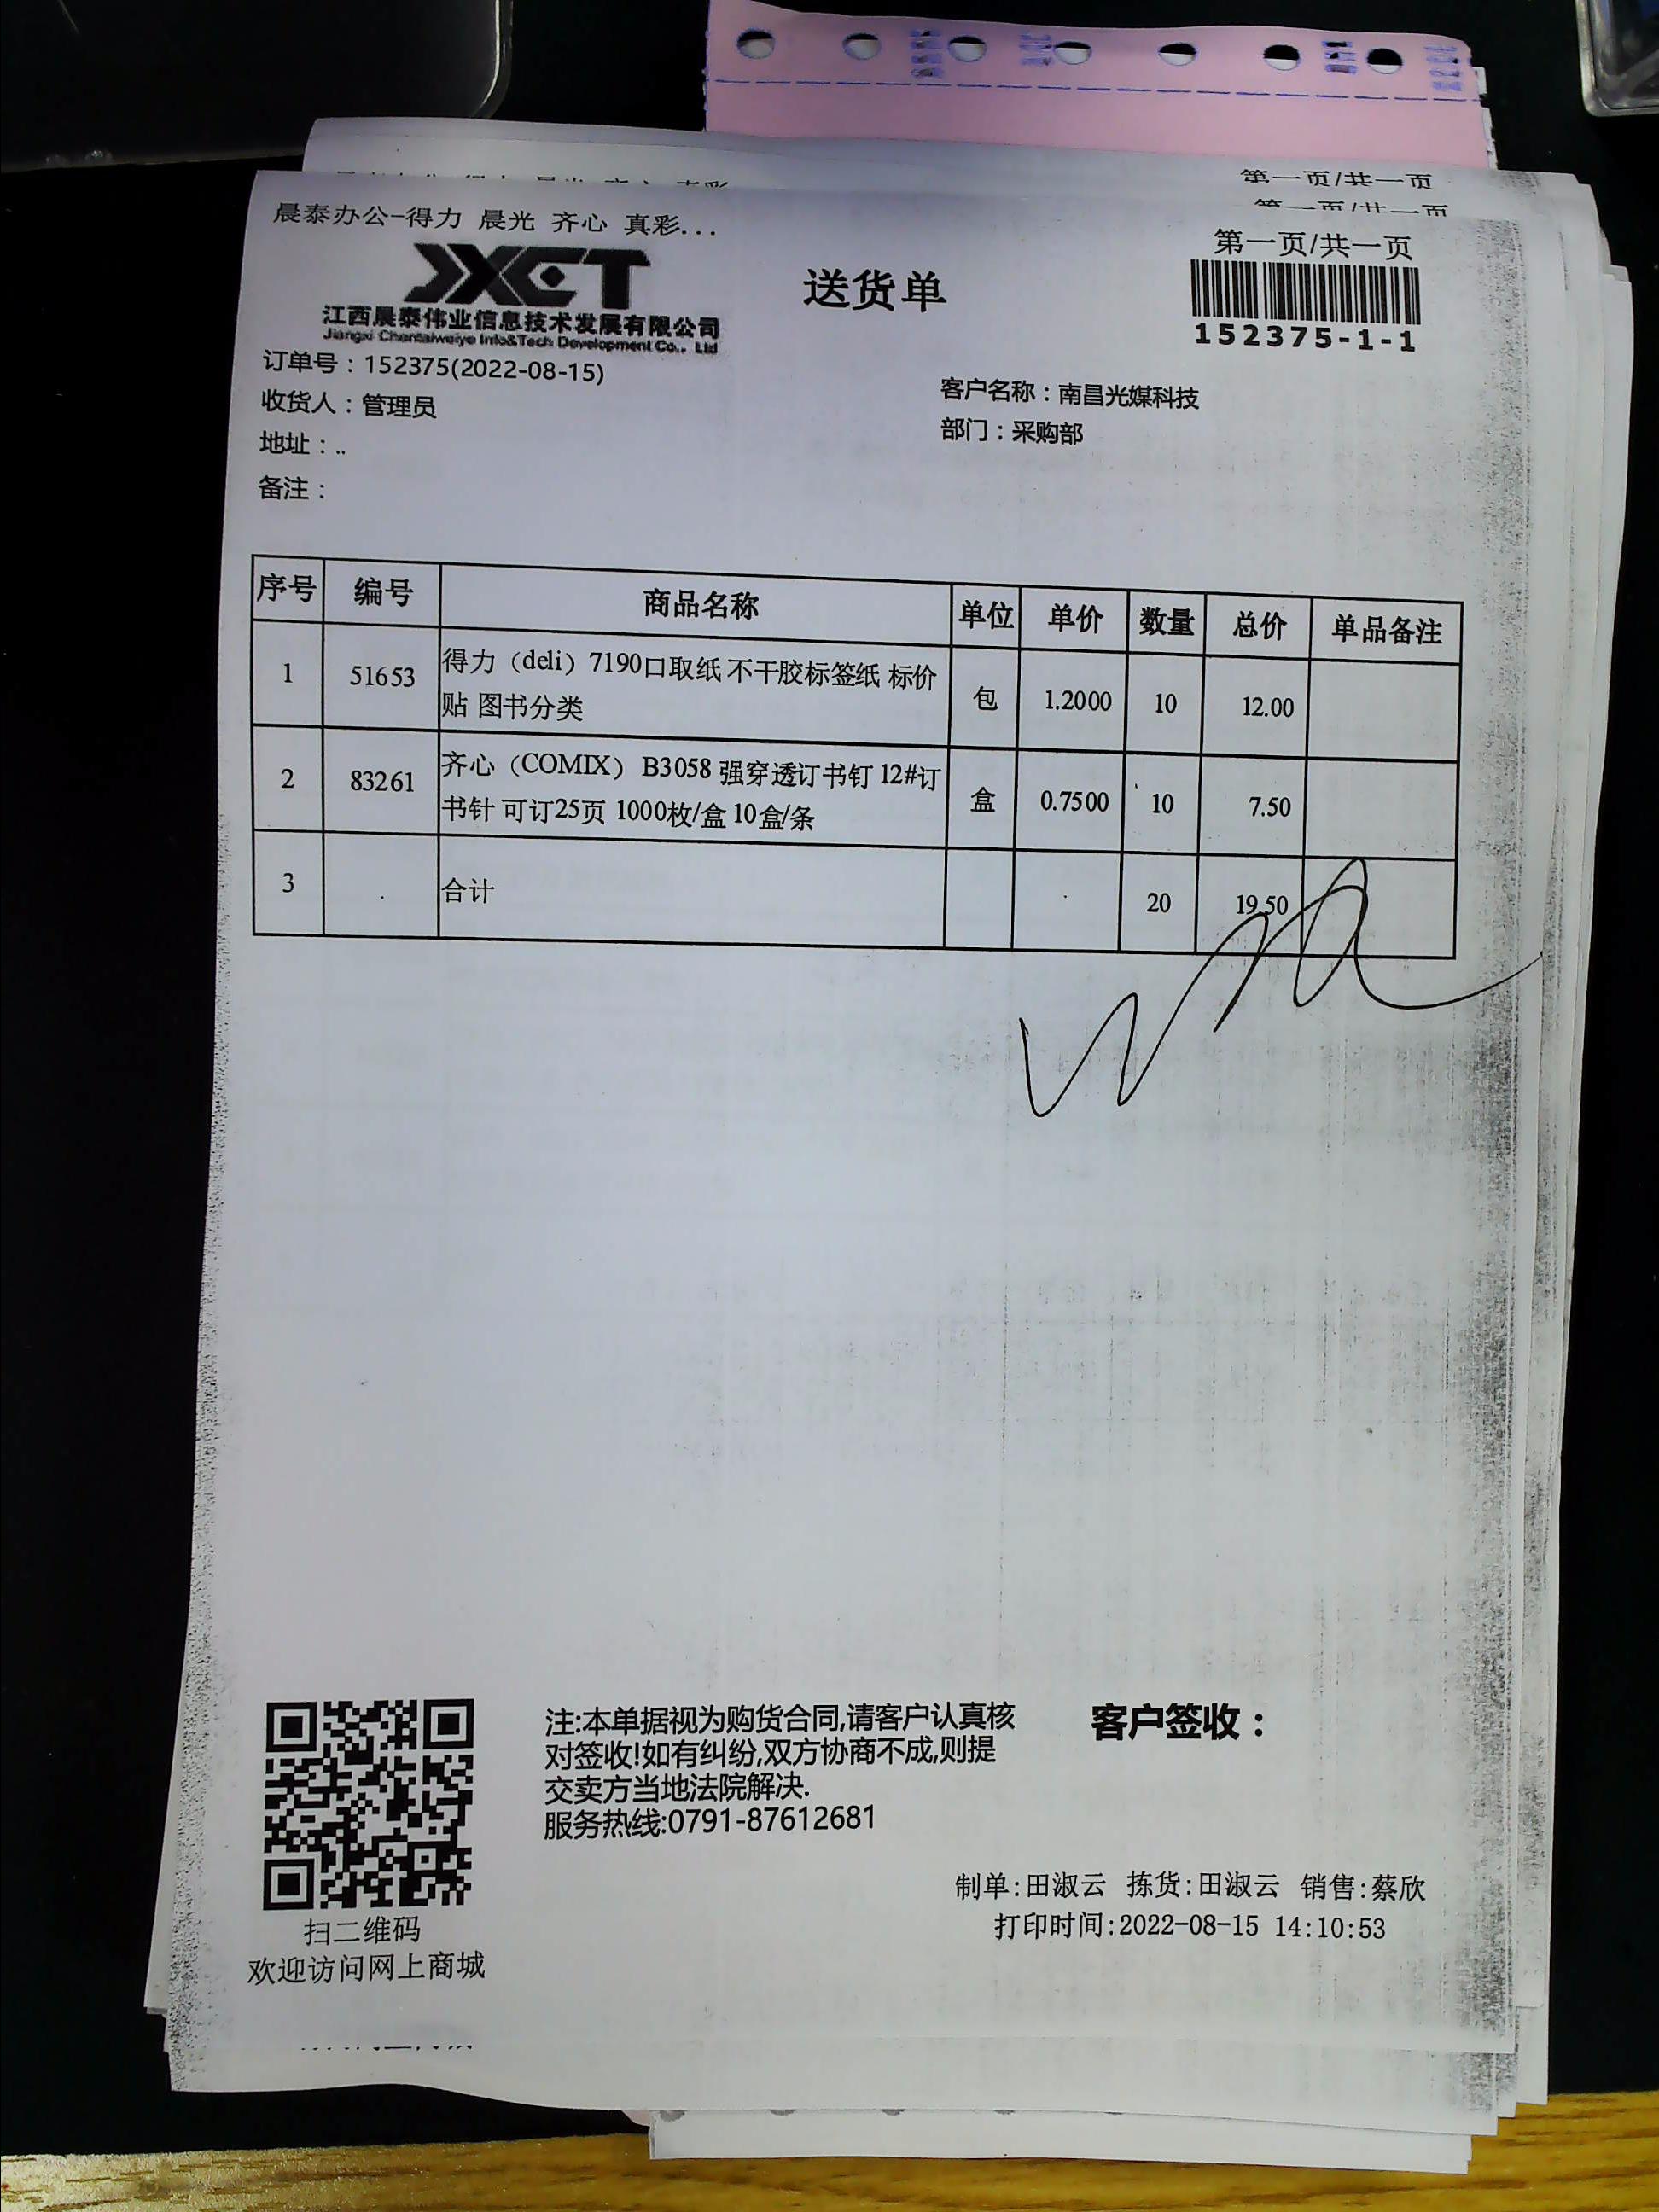 第一页/共一页
第一页/共一页
晨泰办公-得力 晨光 齐心 真彩...
第一页/共一页
JXCT
江西晨泰伟业信息技术发展有限公司
Jiangxi Chentaiweiye Info&Tech Development Co.. Ltd
送货单
152375-1-1
订单号：152375(2022-08-15)
收货人：管理员
客户名称：南昌光媒科技
地址：..
部门：采购部
备注：
序号 编号 商品名称 单位 单价 数量 总价 单品备注
1 51653 得力（deli）7190口取纸 不干胶标签纸 标价
贴 图书分类 包 1.2000 10 12.00
2 83261 齐心（COMIX） B3058 强穿透订书钉 12#订
书针 可订25页 1000枚/盒 10盒/条 盒 0.7500 10 7.50
3 . 合计 . 20 19.50
注:本单据视为购货合同,请客户认真核
对签收!如有纠纷,双方协商不成,则提
交卖方当地法院解决.
服务热线:0791-87612681
客户签收：
扫二维码
欢迎访问网上商城
制单:田淑云 拣货:田淑云 销售:蔡欣
打印时间:2022-08-15 14:10:53